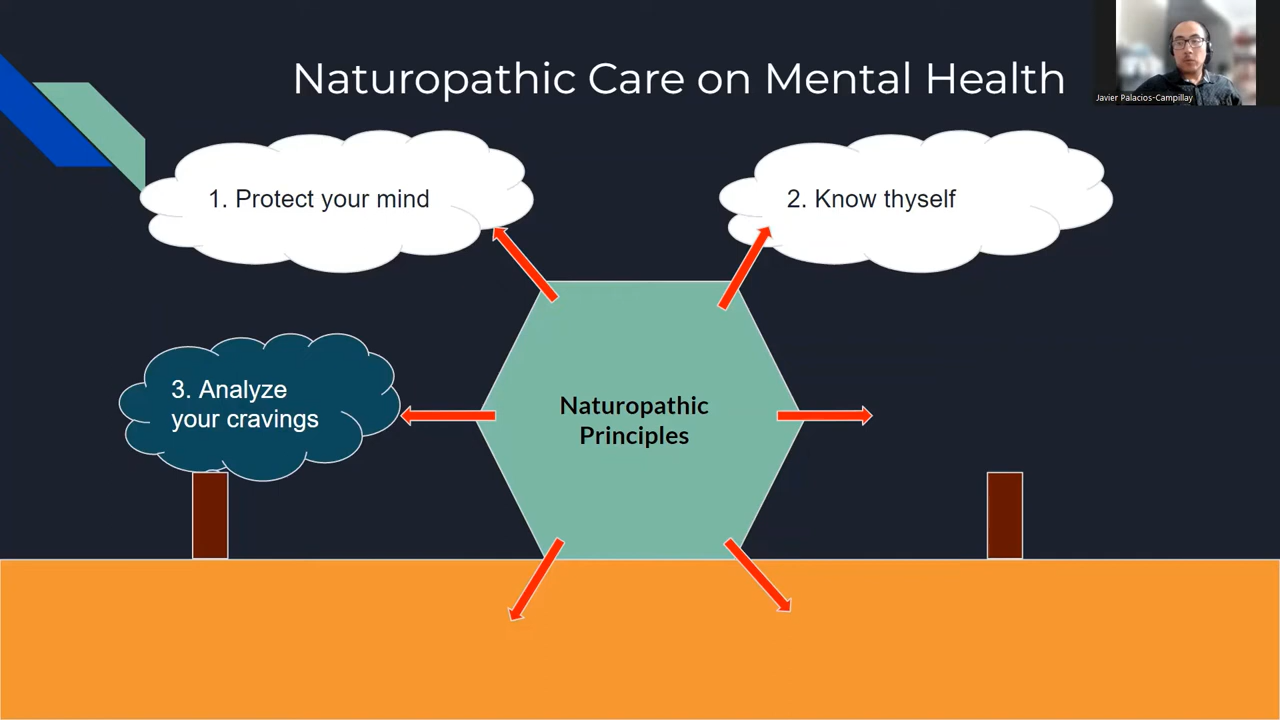 Naturopathic Care on Mental Health
Javier Palacios-Campillay
1. Protect your mind
2. Know thyself
3. Analyze
your cravings
Naturopathic
Principles